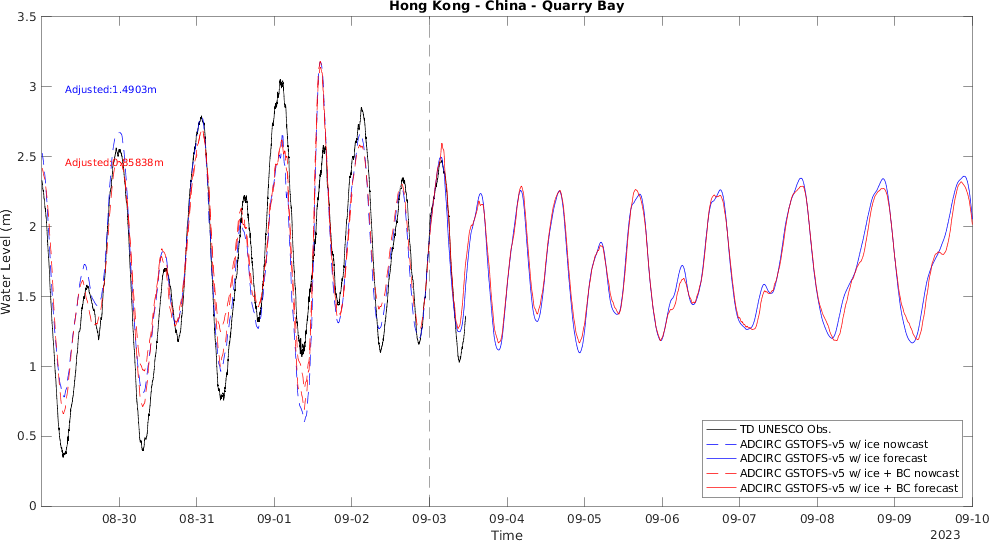 Hong Kong - China - Quarry Bay
3.5
3
2.5
2
1.5
1
0.5
0
Water Level (m)
Adjusted:1.4903m
Adjusted:0.85838m
TD UNESCO Obs.
ADCIRC GSTOFS-v5 w/ ice nowcast
ADCIRC GSTOFS-v5 w/ ice forecast
ADCIRC GSTOFS-v5 w/ ice + BC nowcast
ADCIRC GSTOFS-v5 w/ ice + BC forecast
08-30 08-31 09-01 09-02 09-03 09-04 09-05 09-06 09-07 09-08 09-09 09-10
Time
2023